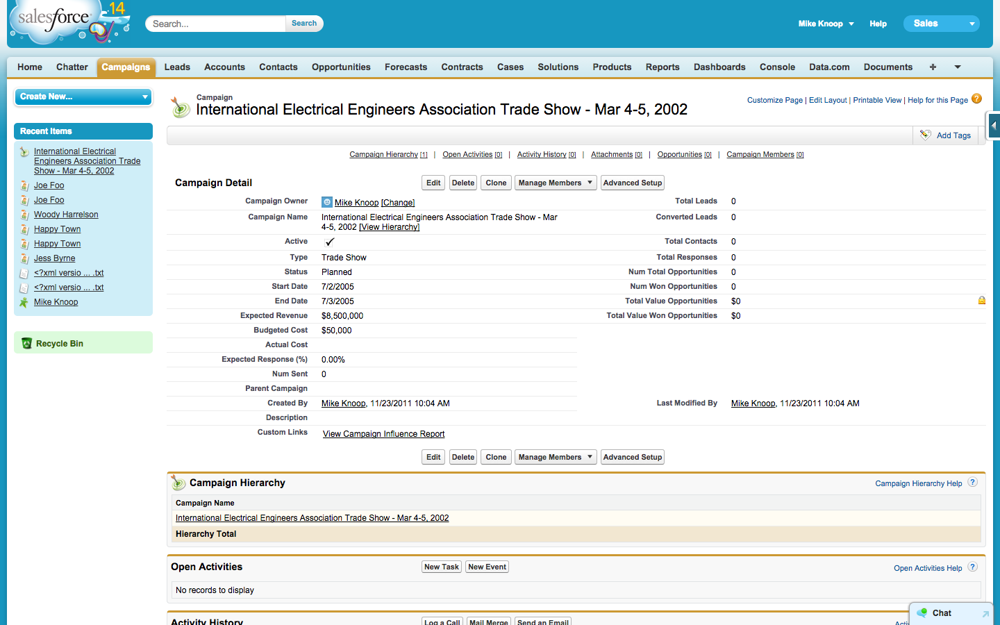 salesforce 14
Search... Search
Mike Knoop Help Sales
Home Chatter Campaigns Leads Accounts Contacts Opportunities Forecasts Contracts Cases Solutions Products Reports Dashboards Console Data.com Documents +
Create New...
Recent Items
International Electrical
Engineers Association Trade
Show - Mar 4-5, 2002
Joe Foo
Joe Foo
Woody Harrelson
Happy Town
Happy Town
Jess Byrne
<?xml versio ... .txt
<?xml versio ... .txt
Mike Knoop
Recycle Bin
Campaign
International Electrical Engineers Association Trade Show - Mar 4-5, 2002
Customize Page | Edit Layout | Printable View | Help for this Page ?
Add Tags
Campaign Hierarchy [1] | Open Activities [0] | Activity History [0] | Attachments [0] | Opportunities [0] | Campaign Members [0]
Campaign Detail Edit Delete Clone Manage Members Advanced Setup
Campaign Owner Mike Knoop [Change] Total Leads 0
Campaign Name International Electrical Engineers Association Trade Show - Mar Converted Leads 0
4-5, 2002 [View Hierarchy]
Active Total Contacts 0
Type Trade Show Total Responses 0
Status Planned Num Total Opportunities 0
Start Date 7/2/2005 Num Won Opportunities 0
End Date 7/3/2005 Total Value Opportunities $0
Expected Revenue $8,500,000 Total Value Won Opportunities $0
Budgeted Cost $50,000
Actual Cost
Expected Response (%) 0.00%
Num Sent 0
Parent Campaign
Created By Mike Knoop, 11/23/2011 10:04 AM Last Modified By Mike Knoop, 11/23/2011 10:04 AM
Description
Custom Links View Campaign Influence Report
Edit Delete Clone Manage Members Advanced Setup
Campaign Hierarchy Campaign Hierarchy Help ?
Campaign Name
International Electrical Engineers Association Trade Show - Mar 4-5, 2002
Hierarchy Total
Open Activities New Task New Event Open Activities Help ?
No records to display
Activity History Log a Call Mail Merge Send an Email
Chat